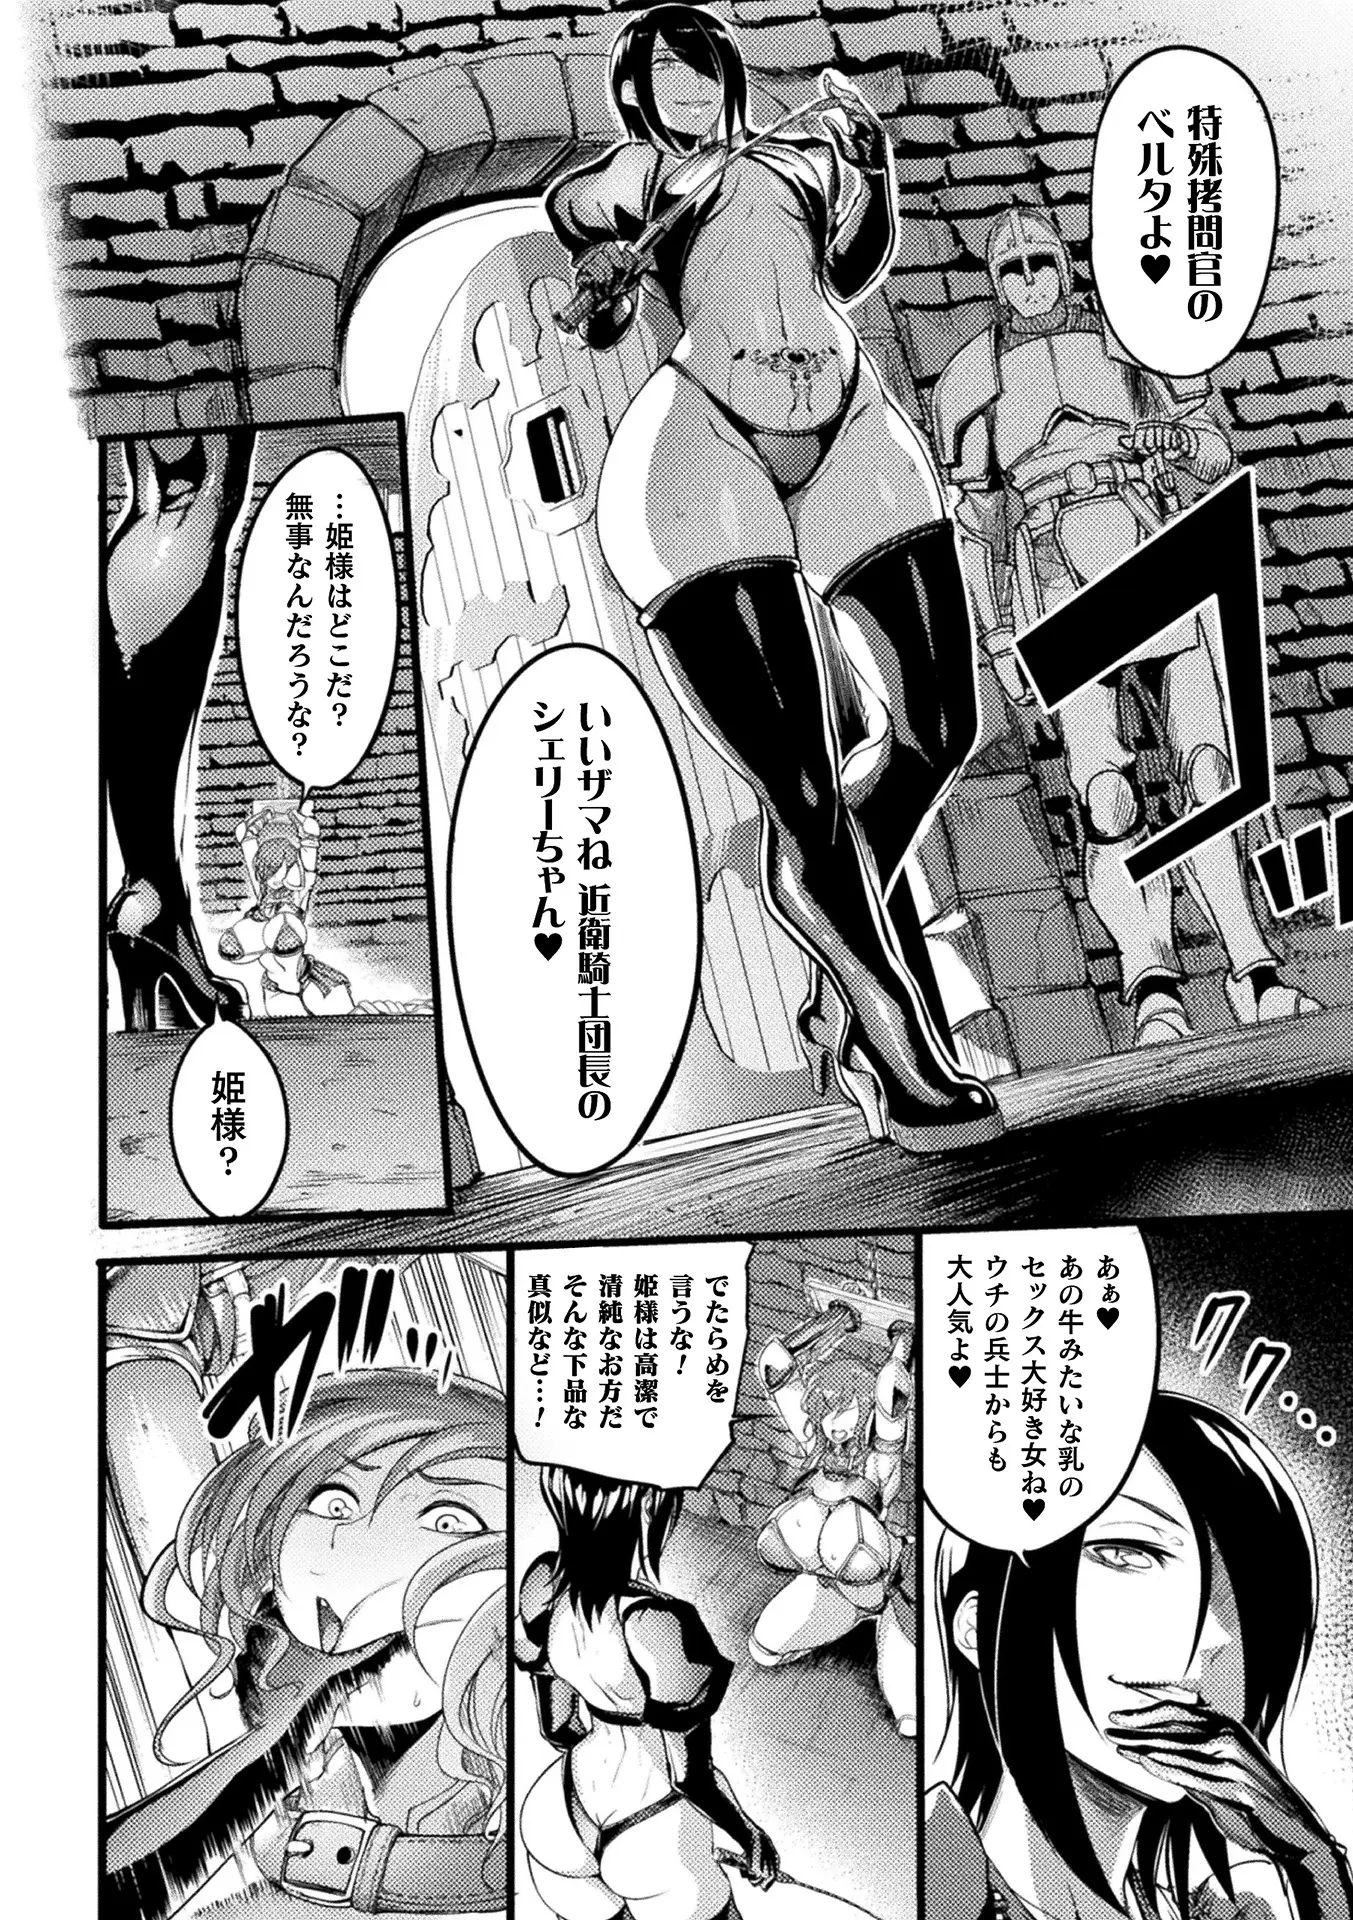 特殊拷問官の
ベルタよ♥
ブ
いいザマね 近衛騎士団長の
シェリーちゃん♥
…姫様はどこだ？
無事なんだろうな？
姫様？
あぁ♥
あの牛みたいな乳の
セックス大好き女ね♥
ウチの兵士からも
大人気よ♥
ク
でたらめを
言うな！
姫様は高潔で
清純なお方だ
そんな下品な
真似など…！